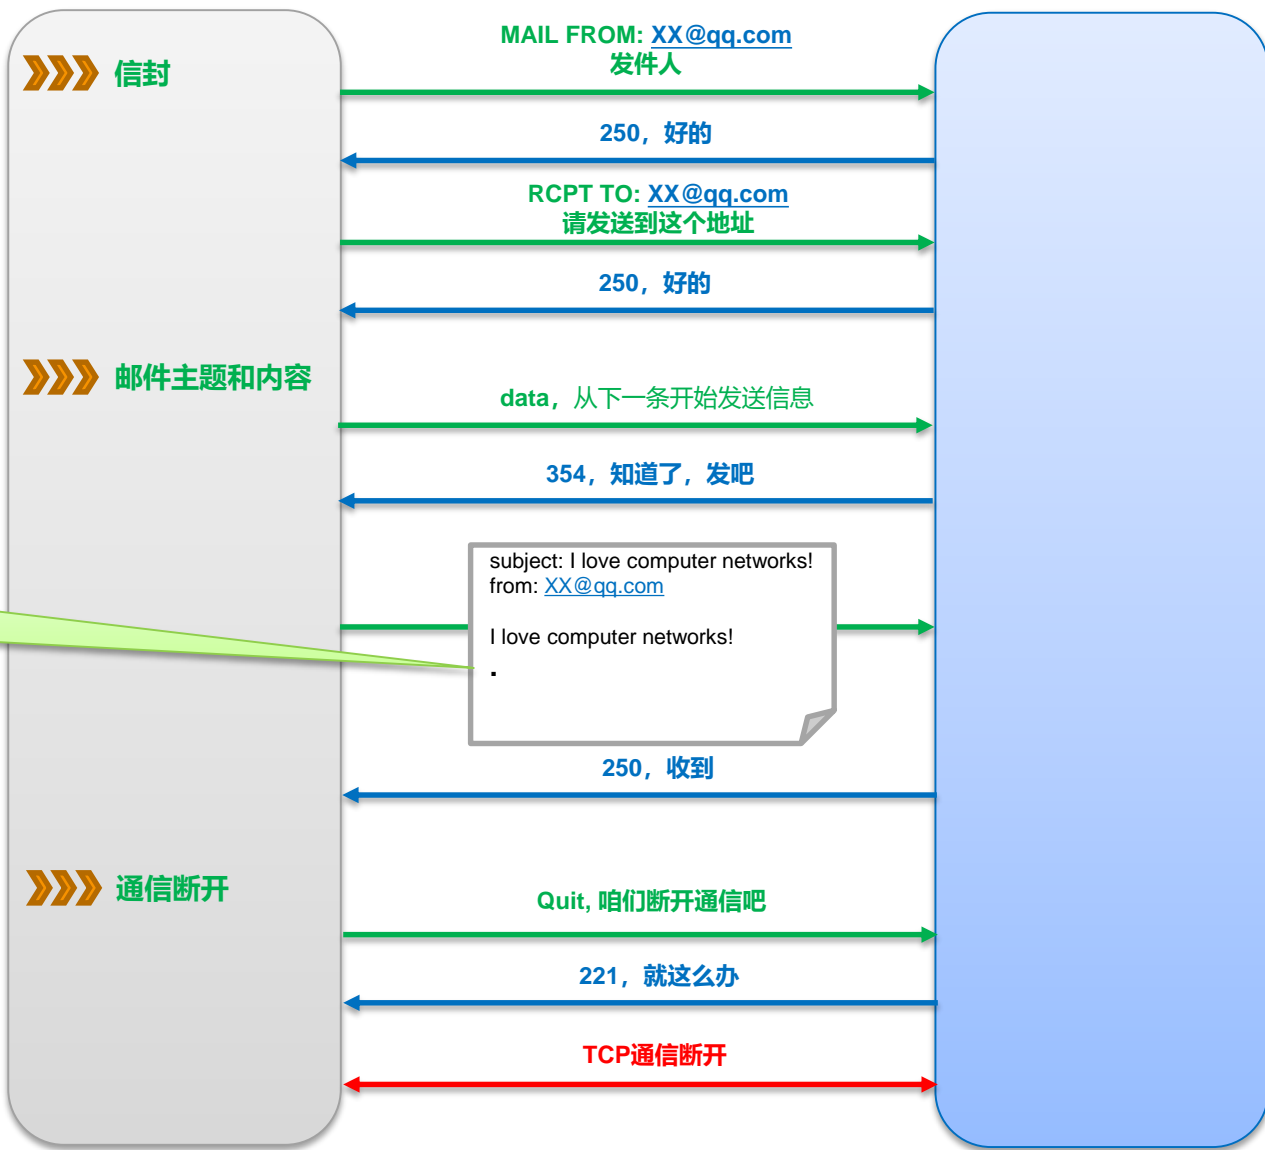 MAIL FROM: XX@qq.com
发件人
信封
250，好的
RCPT TO: XX@qq.com
请发送到这个地址
250，好的
邮件主题和内容
data，从下一条开始发送信息
354，知道了，发吧
subject: I love computer networks!
from: XX@qq.com
I love computer networks!
.
250，收到
通信断开
Quit, 咱们断开通信吧
221，就这么办
TCP通信断开